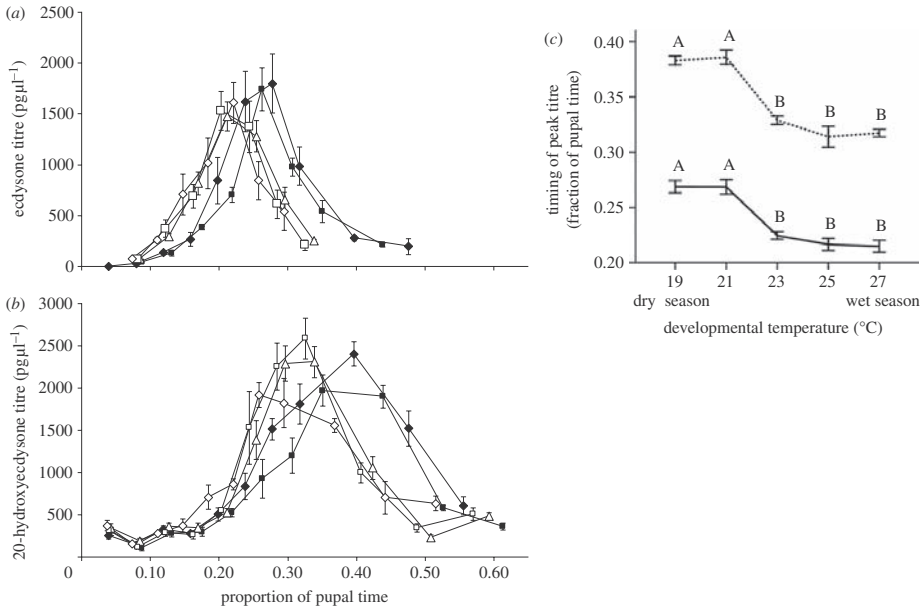 (a)
2500
2000
1500
1000
500
0
ecdysone titre (pg µl⁻¹)
(b)
3000
2500
2000
1500
1000
500
0
0.10
0.20
0.30
0.40
0.50
0.60
20-hydroxyecdysone titre (pg µl⁻¹)
proportion of pupal time
(c)
0.40
0.35
0.30
0.25
0.20
timing of peak titre
(fraction of pupal time)
A
A
B
B
B
A
A
B
B
B
19
21
23
25
27
dry season
wet season
developmental temperature (°C)